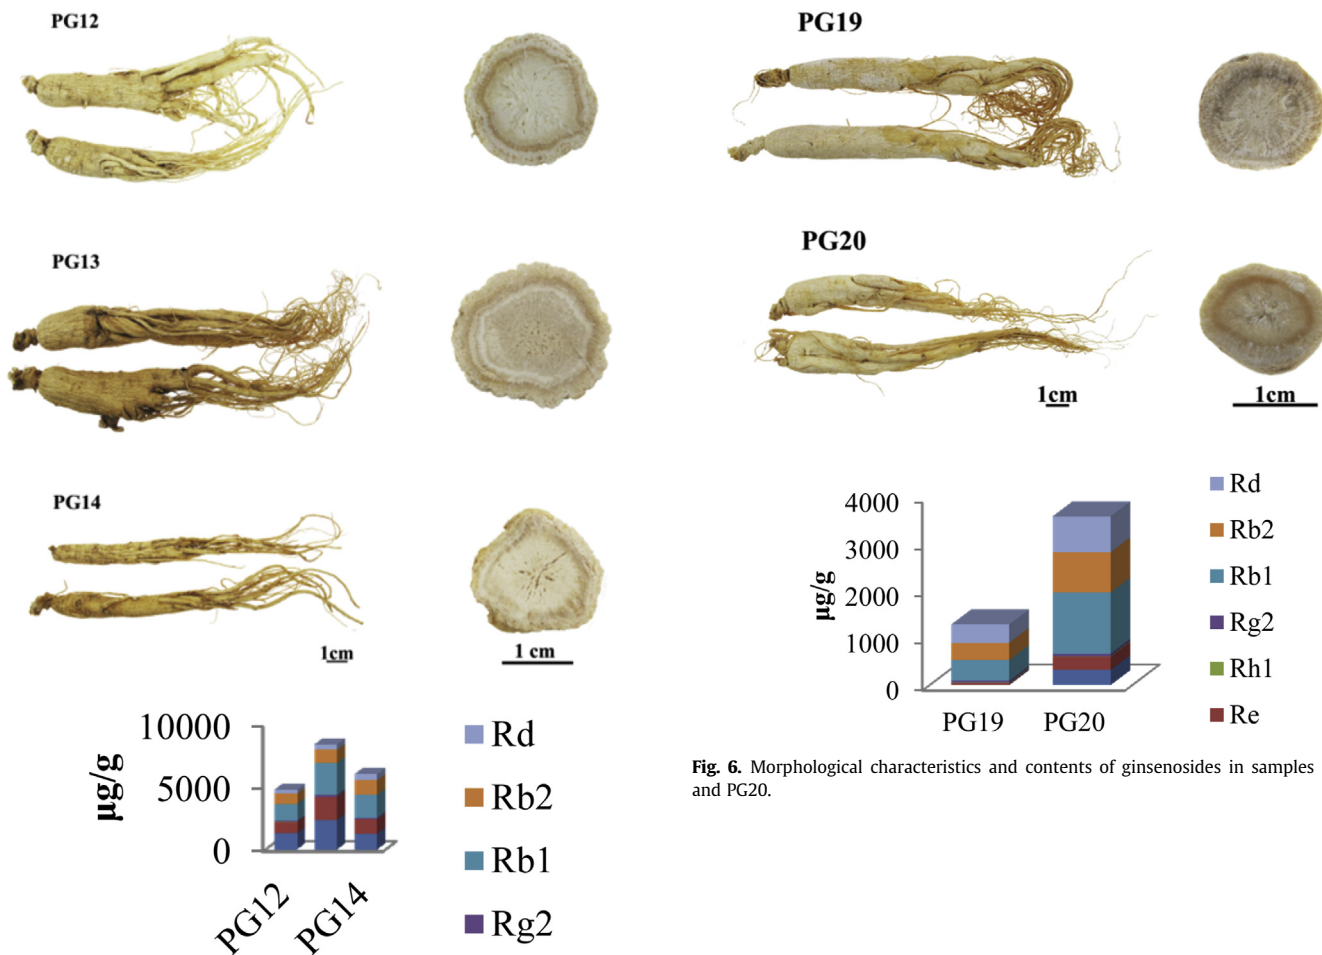 PG12
PG13
PG14
1cm
1 cm
10000
5000
0
µg/g
PG12
PG14
Rd
Rb2
Rb1
Rg2
PG19
PG20
1cm
1cm
4000
3000
2000
1000
0
µg/g
PG19
PG20
Rd
Rb2
Rb1
Rg2
Rh1
Re
Fig. 6. Morphological characteristics and contents of ginsenosides in samples
and PG20.